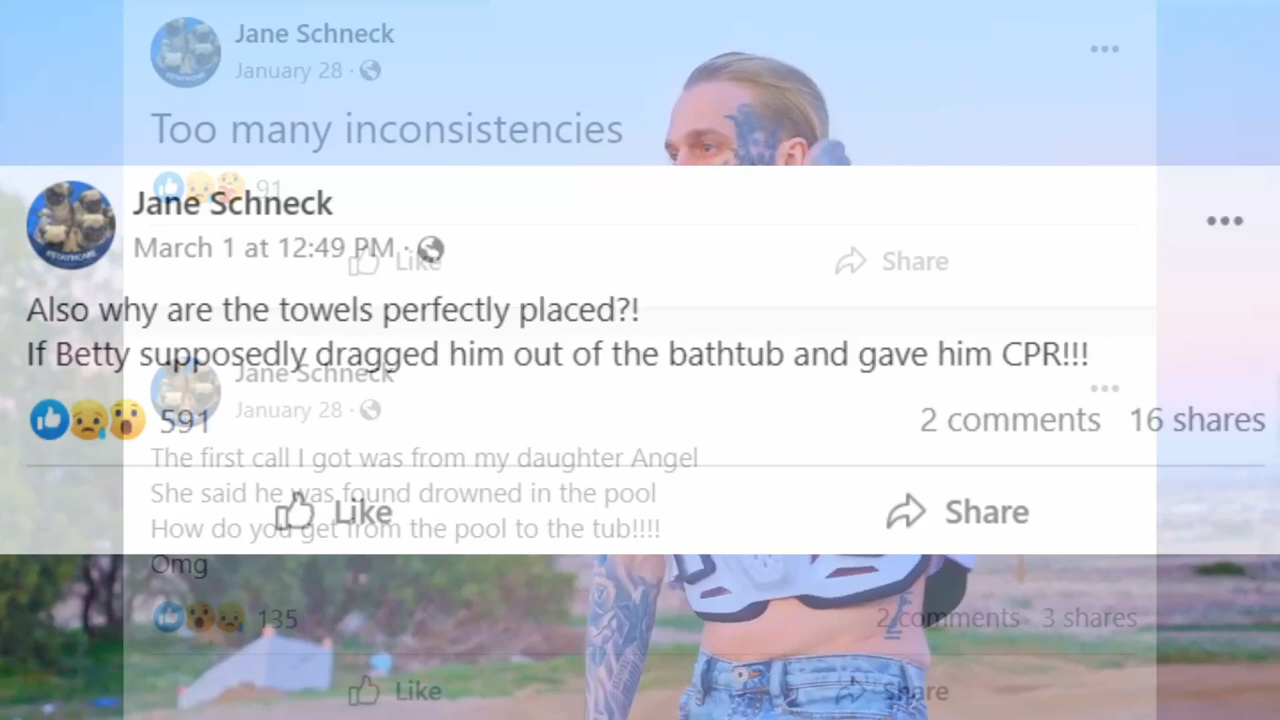 Jane Schneck
January 28
Too many inconsistencies
91
Like
Share
Jane Schneck
March 1 at 12:49 PM
Also why are the towels perfectly placed?!
If Betty supposedly dragged him out of the bathtub and gave him CPR!!!
591
2 comments 16 shares
Like
Share
Jane Schneck
January 28
The first call I got was from my daughter Angel
She said he was found drowned in the pool
How do you get from the pool to the tub!!!!
Omg
135
2 comments 3 shares
Like
Share